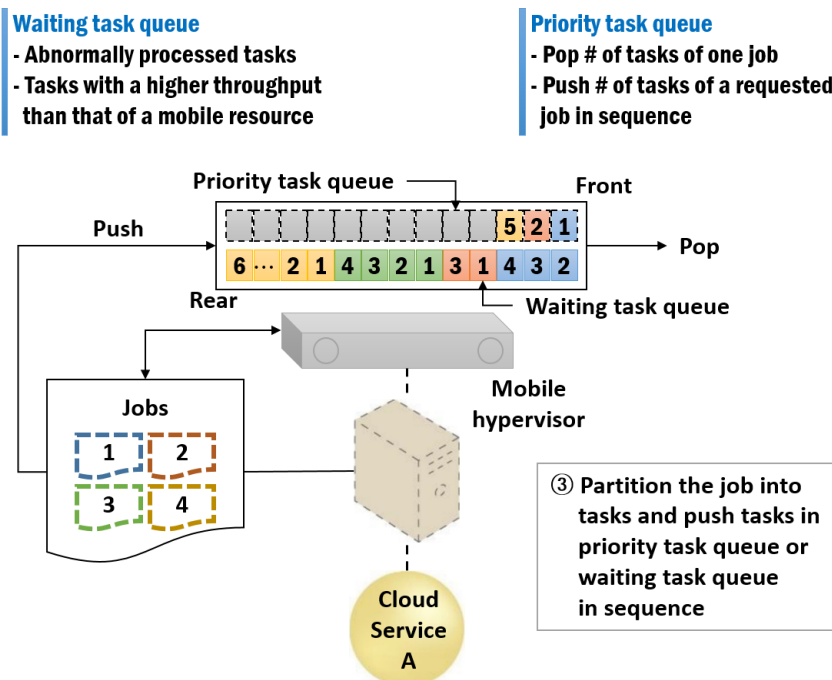 Waiting task queue
- Abnormally processed tasks
- Tasks with a higher throughput
than that of a mobile resource
Priority task queue
- Pop # of tasks of one job
- Push # of tasks of a requested
job in sequence
Priority task queue
Front
Push
5 2 1
Pop
6 ... 2 1 4 3 2 1 3 1 4 3 2
Rear
Waiting task queue
Mobile
hypervisor
Jobs
1 2
3 4
③ Partition the job into
tasks and push tasks in
priority task queue or
waiting task queue
in sequence
Cloud
Service
A